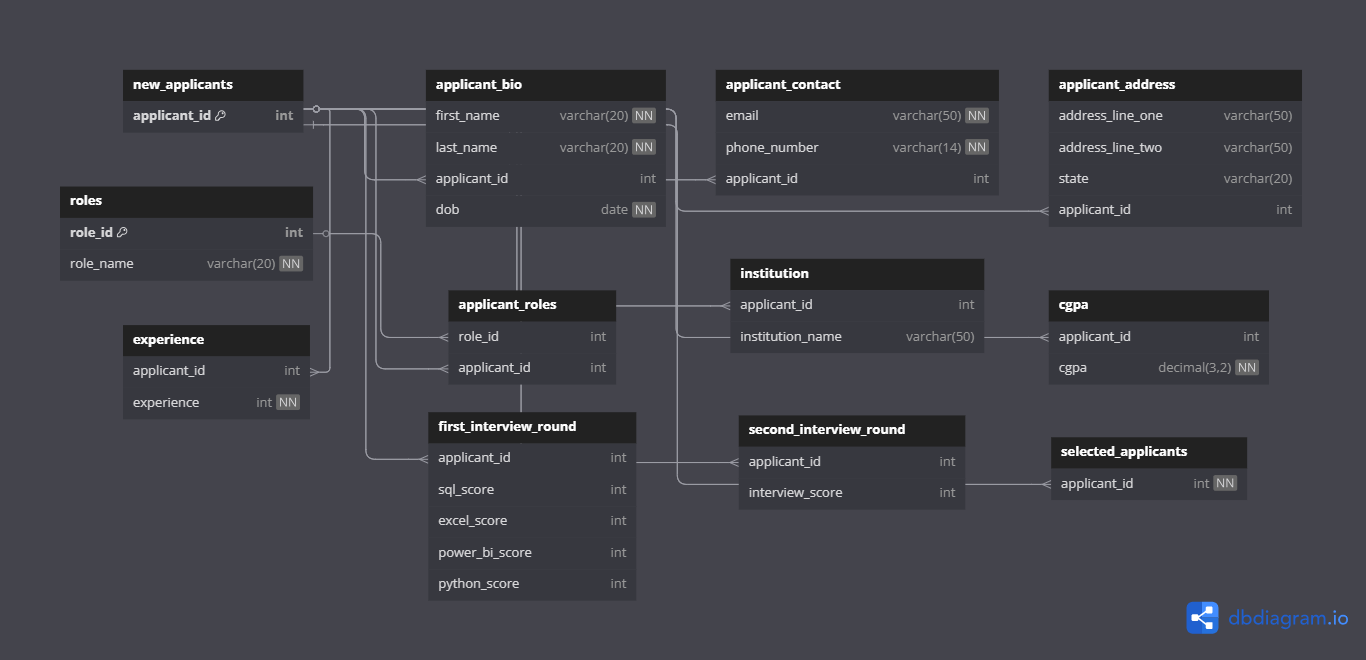 new_applicants
applicant_id int
roles
role_id int
role_name varchar(20) NN
experience
applicant_id int
experience int NN
applicant_bio
first_name varchar(20) NN
last_name varchar(20) NN
applicant_id int
dob date NN
applicant_roles
role_id int
applicant_id int
first_interview_round
applicant_id int
sql_score int
excel_score int
power_bi_score int
python_score int
applicant_contact
email varchar(50) NN
phone_number varchar(14) NN
applicant_id int
institution
applicant_id int
institution_name varchar(50)
second_interview_round
applicant_id int
interview_score int
applicant_address
address_line_one varchar(50)
address_line_two varchar(50)
state varchar(20)
applicant_id int
cgpa
applicant_id int
cgpa decimal(3,2) NN
selected_applicants
applicant_id int NN
dbdiagram.io